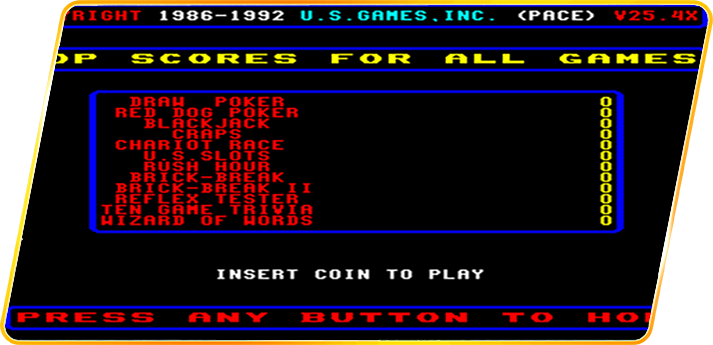 RIGHT 1986-1992 U.S.GAMES,INC. (PACE) V25.4X
OP SCORES FOR ALL GAMES
DRAW POKER 0
RED DOG POKER 0
BLACKJACK 0
CRAPS 0
CHARIOT RACE 0
U.S.SLOTS 0
RUSH HOUR 0
BRICK-BREAK 0
BRICK-BREAK II 0
REFLEX TESTER 0
TEN GAME TRIVIA 0
WIZARD OF WORDS 0
INSERT COIN TO PLAY
PRESS ANY BUTTON TO HO